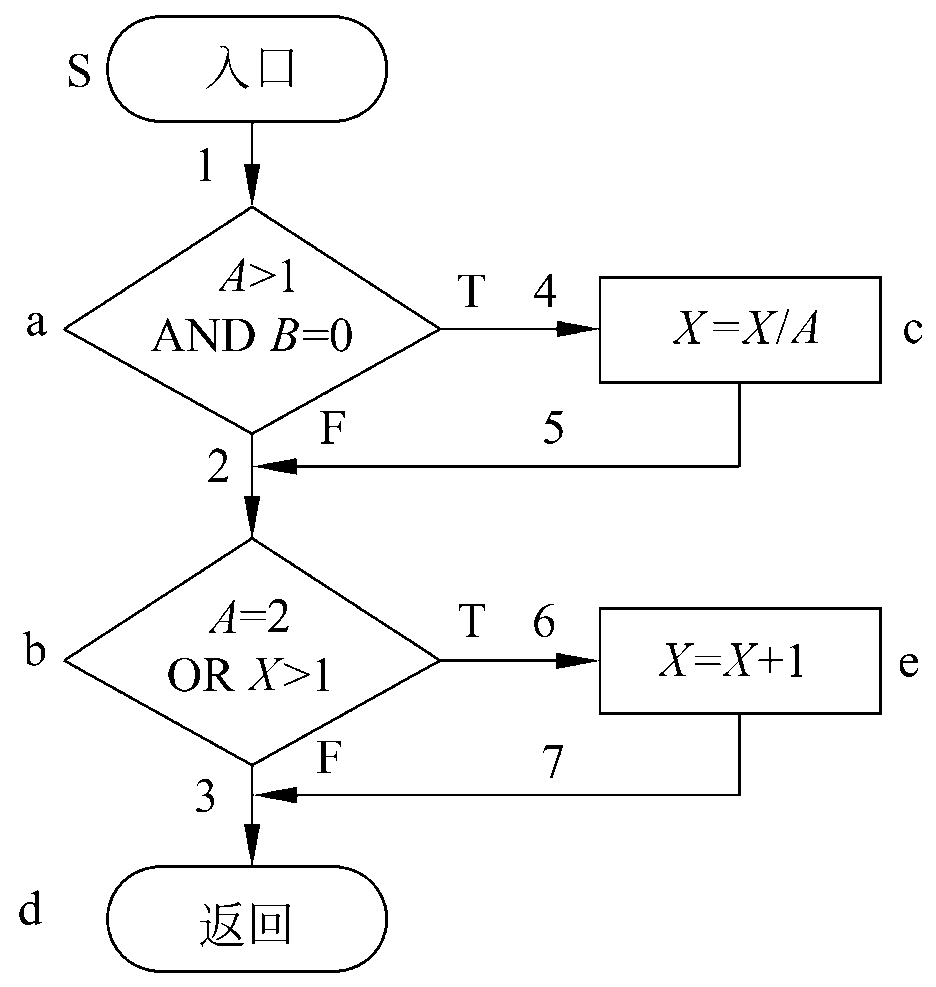 S
入口
1
a
A>1
AND B=0
T
4
X=X/A
c
F
5
2
b
A=2
OR X>1
T
6
X=X+1
e
F
7
3
d
返回